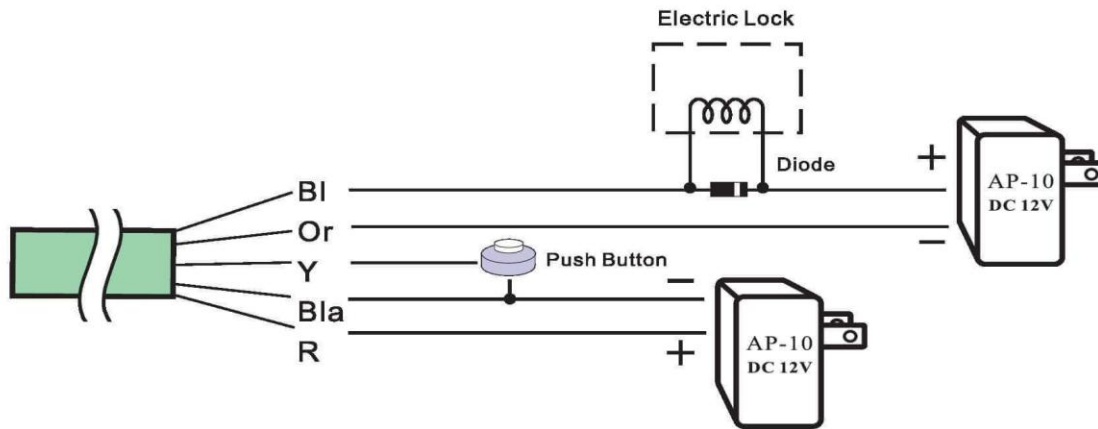 Electric Lock
Diode
+
AP-10
DC 12V
−
Bl
Or
Y
Push Button
Bla
−
R
+
AP-10
DC 12V